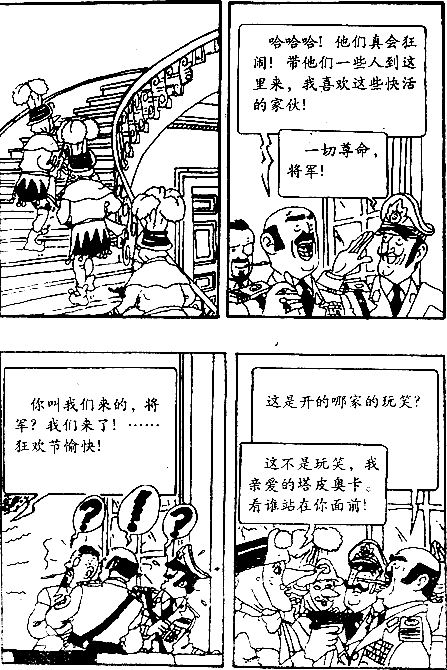 哈哈哈！他们真会狂
闹！带他们一些人到这
里来，我喜欢这些快活
的家伙！
一切尊命，
将军！
你叫我们来的，将
军？我们来了！……
狂欢节愉快！
?
!
?
这是开的哪家的玩笑？
这不是玩笑，我
亲爱的塔皮奥卡。
看谁站在你面前！